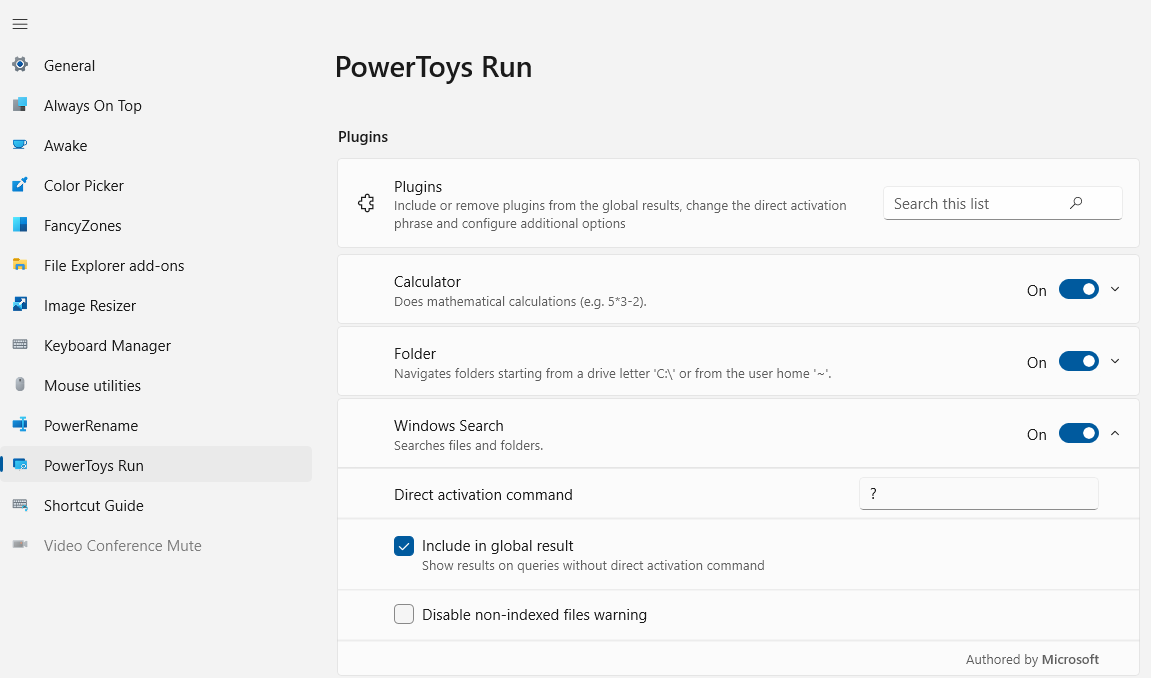 General
Always On Top
Awake
Color Picker
FancyZones
File Explorer add-ons
Image Resizer
Keyboard Manager
Mouse utilities
PowerRename
PowerToys Run
Shortcut Guide
Video Conference Mute
PowerToys Run
Plugins
Plugins
Include or remove plugins from the global results, change the direct activation
phrase and configure additional options
Search this list
Calculator
Does mathematical calculations (e.g. 5*3-2).
On
Folder
Navigates folders starting from a drive letter 'C:\' or from the user home '~'.
On
Windows Search
Searches files and folders.
On
Direct activation command
?
Include in global result
Show results on queries without direct activation command
Disable non-indexed files warning
Authored by Microsoft